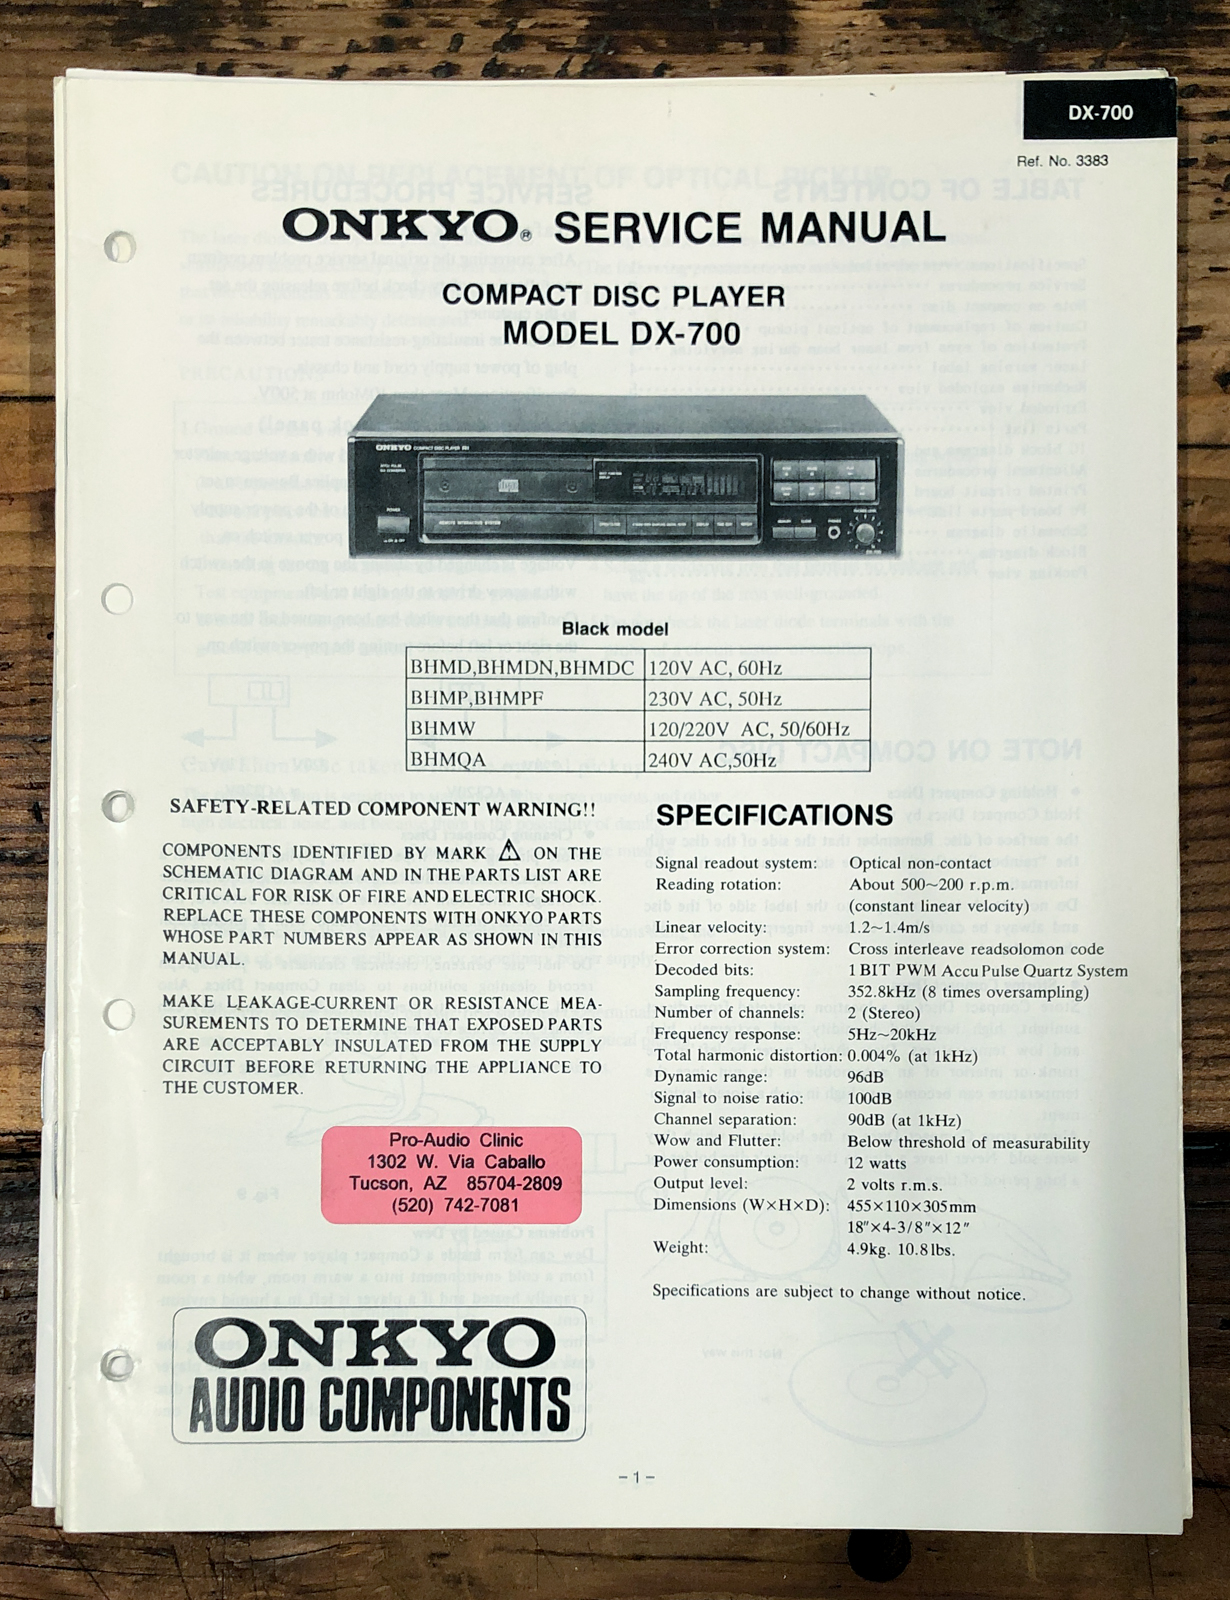 DX-700
Ref. No. 3383
ONKYO® SERVICE MANUAL
COMPACT DISC PLAYER
MODEL DX-700
ONKYO COMPACT DISC PLAYER
POWER
REMOTE INTERACTIVE SYSTEM
Black model
BHMD,BHMDN,BHMDC 120V AC, 60Hz
BHMP,BHMPF 230V AC, 50Hz
BHMW 120/220V AC, 50/60Hz
BHMQA 240V AC,50Hz
SAFETY-RELATED COMPONENT WARNING!!
COMPONENTS IDENTIFIED BY MARK ⚠ ON THE
SCHEMATIC DIAGRAM AND IN THE PARTS LIST ARE
CRITICAL FOR RISK OF FIRE AND ELECTRIC SHOCK.
REPLACE THESE COMPONENTS WITH ONKYO PARTS
WHOSE PART NUMBERS APPEAR AS SHOWN IN THIS
MANUAL.
MAKE LEAKAGE-CURRENT OR RESISTANCE MEA-
SUREMENTS TO DETERMINE THAT EXPOSED PARTS
ARE ACCEPTABLY INSULATED FROM THE SUPPLY
CIRCUIT BEFORE RETURNING THE APPLIANCE TO
THE CUSTOMER.
Pro-Audio Clinic
1302 W. Via Caballo
Tucson, AZ 85704-2809
(520) 742-7081
ONKYO
AUDIO COMPONENTS
SPECIFICATIONS
Signal readout system: Optical non-contact
Reading rotation: About 500~200 r.p.m.
(constant linear velocity)
Linear velocity: 1.2~1.4m/s
Error correction system: Cross interleave readsolomon code
Decoded bits: 1 BIT PWM Accu Pulse Quartz System
Sampling frequency: 352.8kHz (8 times oversampling)
Number of channels: 2 (Stereo)
Frequency response: 5Hz~20kHz
Total harmonic distortion: 0.004% (at 1kHz)
Dynamic range: 96dB
Signal to noise ratio: 100dB
Channel separation: 90dB (at 1kHz)
Wow and Flutter: Below threshold of measurability
Power consumption: 12 watts
Output level: 2 volts r.m.s.
Dimensions (W×H×D): 455×110×305mm
18"×4-3/8"×12"
Weight: 4.9kg. 10.8lbs.
Specifications are subject to change without notice.
– 1 –